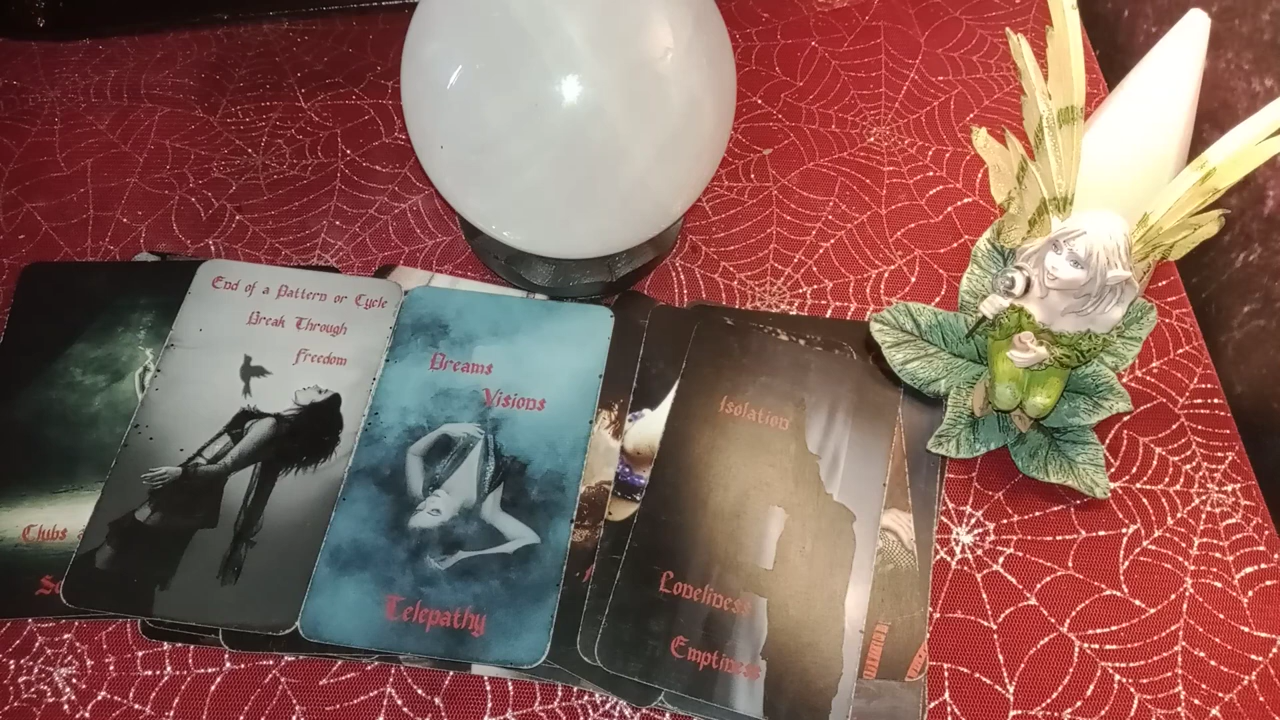 Clubs
End of a Pattern or Cycle
Break Through
Freedom
Dreams
Visions
Telepathy
Isolation
Loneliness
Emptiness